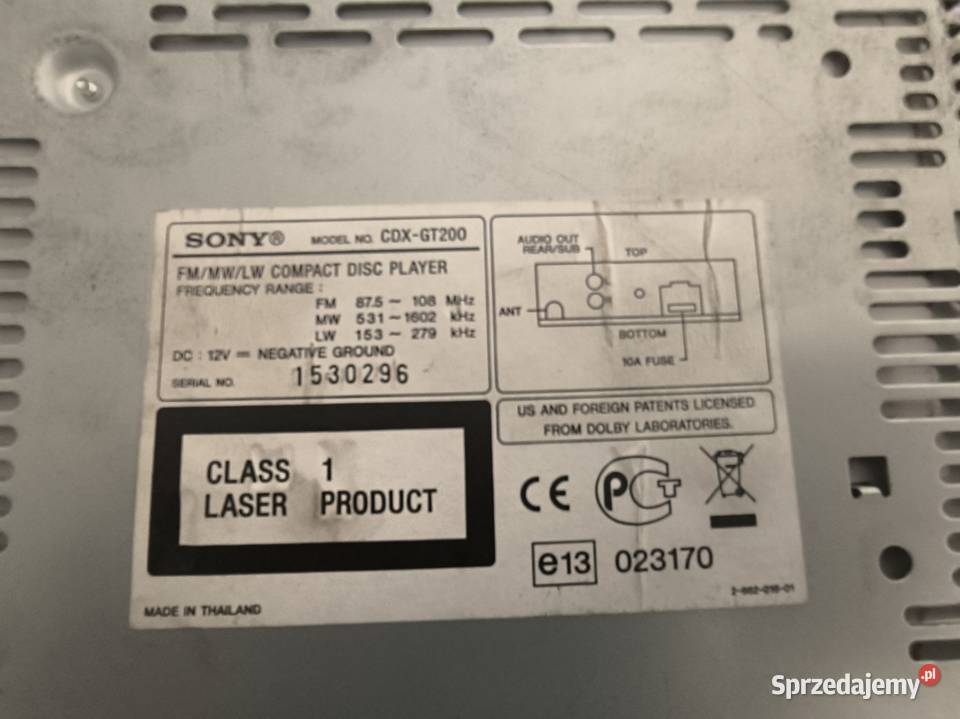 SONY® MODEL NO. CDX-GT200
FM/MW/LW COMPACT DISC PLAYER
FREQUENCY RANGE :
FM 87.5 ~ 108 MHz
MW 531 ~ 1602 kHz
LW 153 ~ 279 kHz
DC : 12V ⎓ NEGATIVE GROUND
SERIAL NO. 1530296
AUDIO OUT
REAR/SUB
TOP
ANT
BOTTOM
10A FUSE
US AND FOREIGN PATENTS LICENSED
FROM DOLBY LABORATORIES.
CLASS 1
LASER PRODUCT
CE
PCT
e13 023170
MADE IN THAILAND
Sprzedajemy.pl